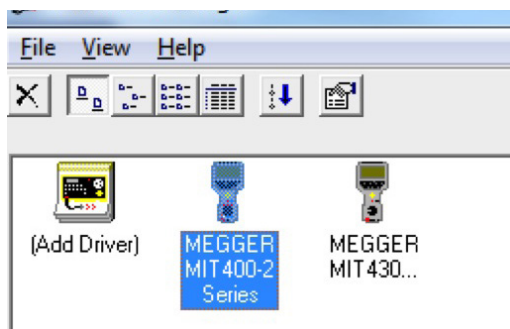 File View Help
(Add Driver)
MEGGER
MIT400-2
Series
MEGGER
MIT430...